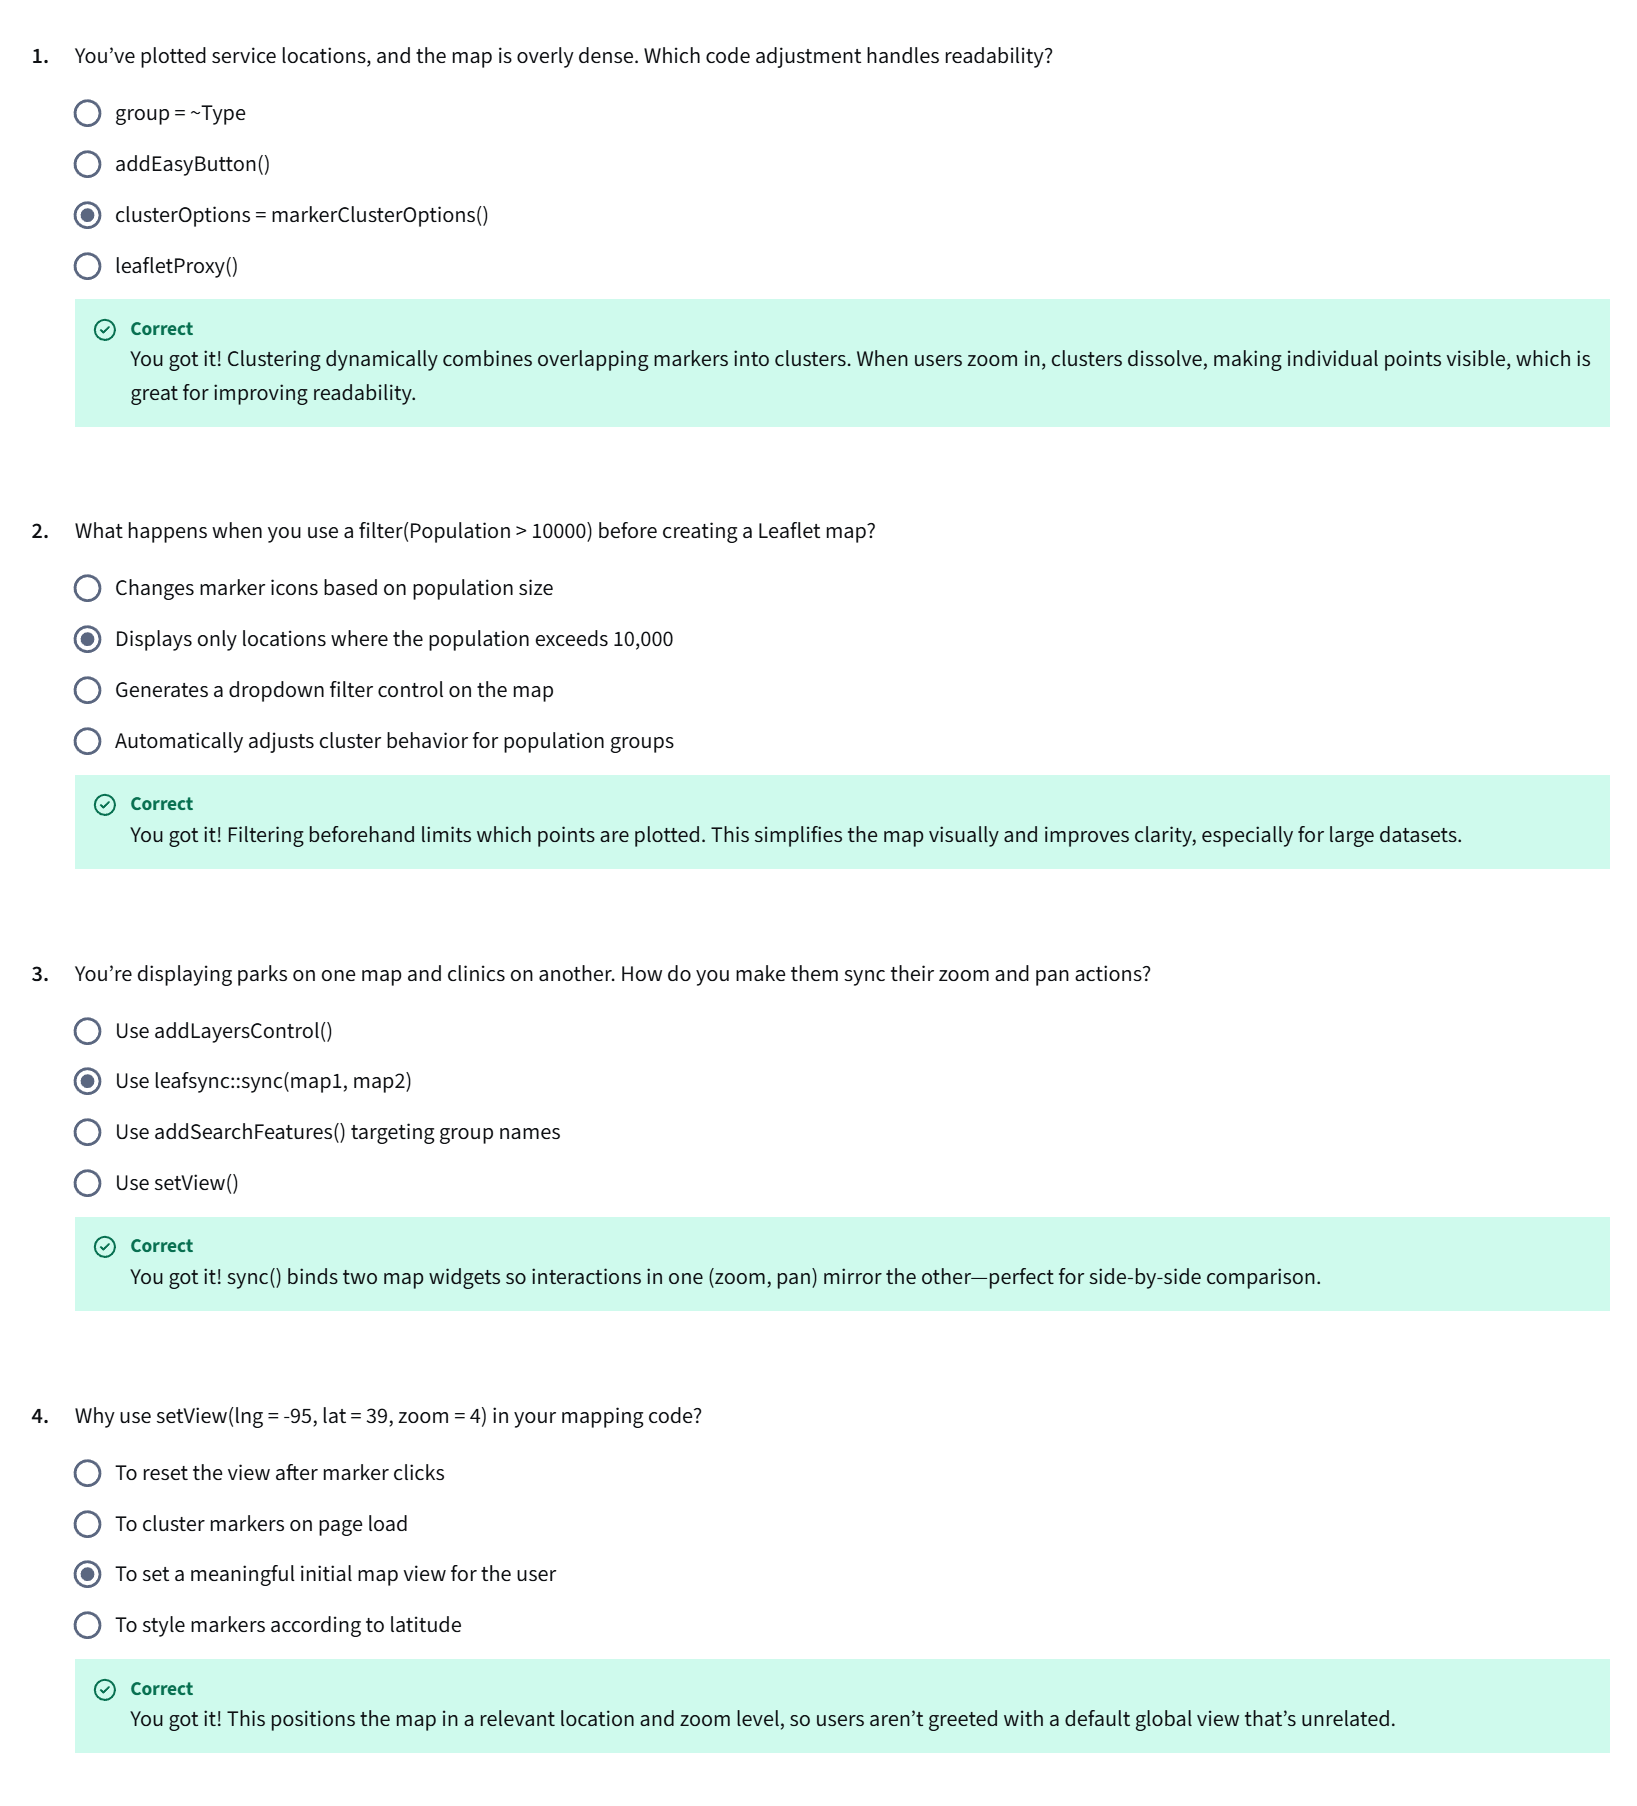 1. You’ve plotted service locations, and the map is overly dense. Which code adjustment handles readability?
group = ~Type
addEasyButton()
clusterOptions = markerClusterOptions()
leafletProxy()
Correct
You got it! Clustering dynamically combines overlapping markers into clusters. When users zoom in, clusters dissolve, making individual points visible, which is
great for improving readability.
2. What happens when you use a filter(Population > 10000) before creating a Leaflet map?
Changes marker icons based on population size
Displays only locations where the population exceeds 10,000
Generates a dropdown filter control on the map
Automatically adjusts cluster behavior for population groups
Correct
You got it! Filtering beforehand limits which points are plotted. This simplifies the map visually and improves clarity, especially for large datasets.
3. You’re displaying parks on one map and clinics on another. How do you make them sync their zoom and pan actions?
Use addLayersControl()
Use leafsync::sync(map1, map2)
Use addSearchFeatures() targeting group names
Use setView()
Correct
You got it! sync() binds two map widgets so interactions in one (zoom, pan) mirror the other—perfect for side-by-side comparison.
4. Why use setView(lng = -95, lat = 39, zoom = 4) in your mapping code?
To reset the view after marker clicks
To cluster markers on page load
To set a meaningful initial map view for the user
To style markers according to latitude
Correct
You got it! This positions the map in a relevant location and zoom level, so users aren’t greeted with a default global view that’s unrelated.